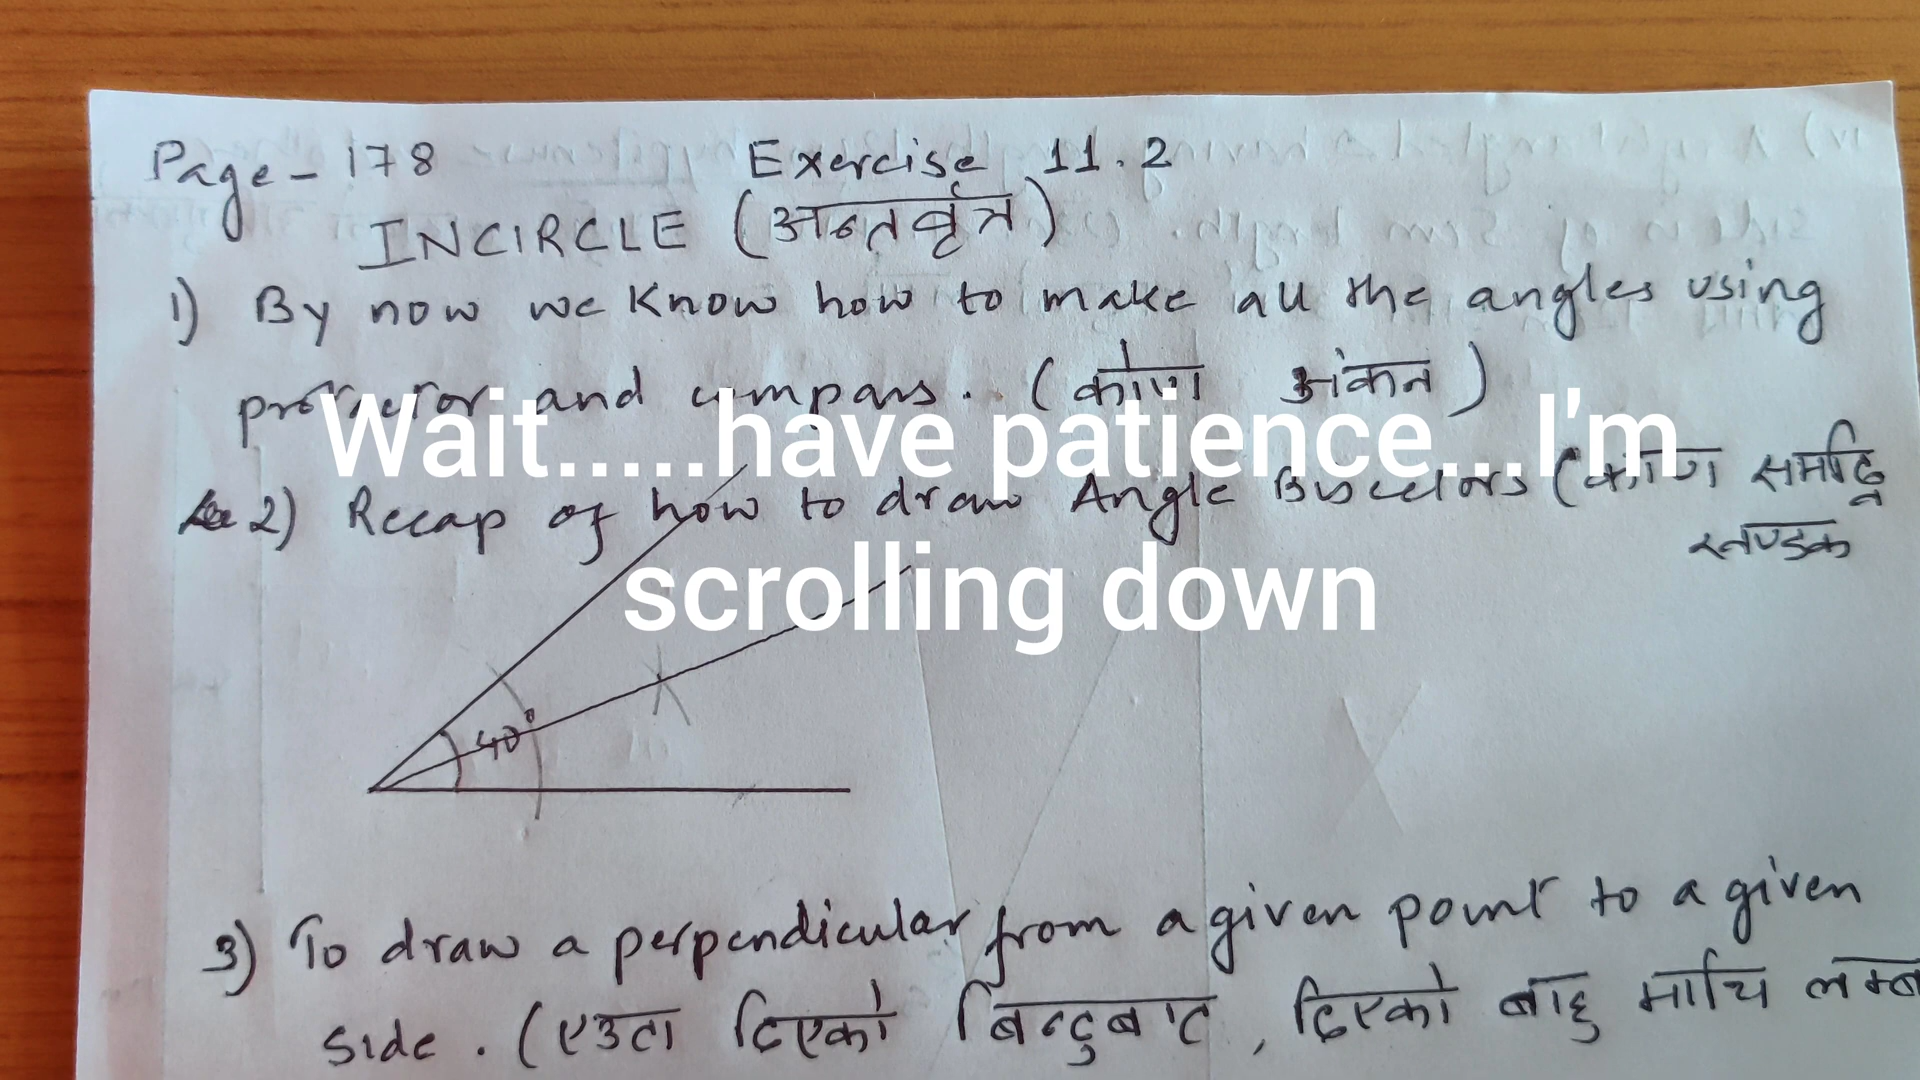 Page - 178 Exercise 11.2
INCIRCLE (अन्तर्वृत्त)
1) By now we know how to make all the angles using
protractor and compass. (कोण अंकन)
Wait.....have patience...I'm
2) Recap of how to draw Angle Bisectors (कोण समद्वि
खण्डक
scrolling down
40°
3) To draw a perpendicular from a given point to a given
side. (एउटा दिएको बिन्दुबाट, दिएको बाहु माथि लम्ब